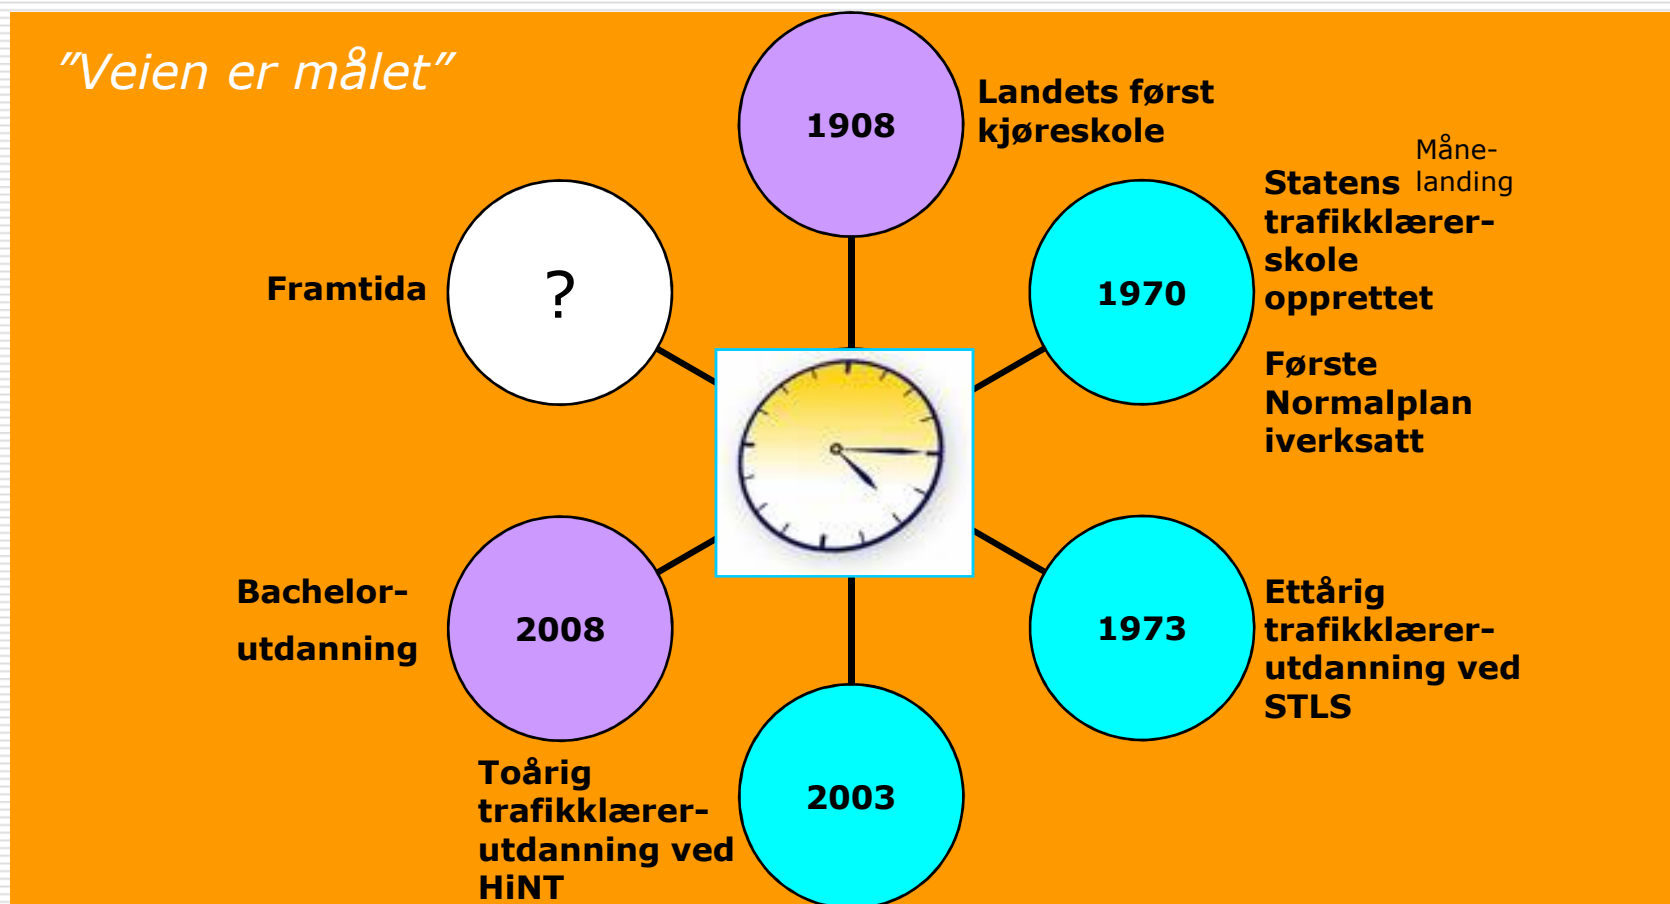 "Veien er målet"
1908
Landets først
kjøreskole
Måne-
landing
1970
Statens
trafikklærer-
skole
opprettet
Første
Normalplan
iverksatt
1973
Ettårig
trafikklærer-
utdanning ved
STLS
2003
Toårig
trafikklærer-
utdanning ved
HiNT
2008
Bachelor-
utdanning
Framtida
?